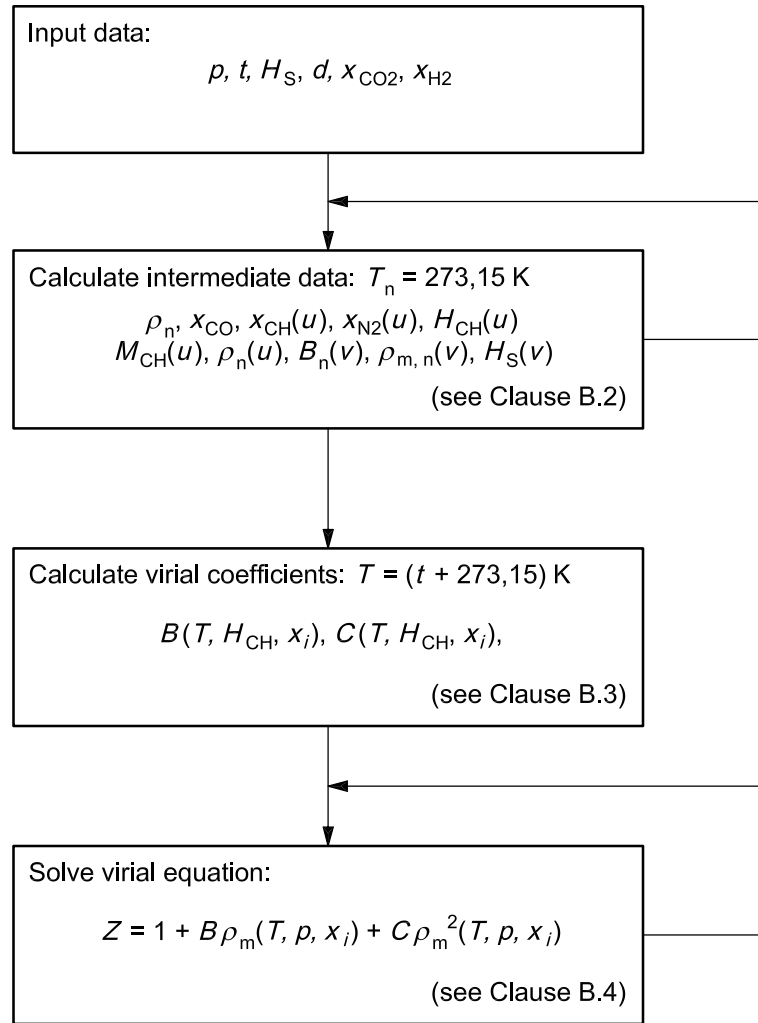 Input data:
p, t, H_S, d, x_CO2, x_H2
Calculate intermediate data: T_n = 273,15 K
ρ_n, x_CO, x_CH(u), x_N2(u), H_CH(u)
M_CH(u), ρ_n(u), B_n(v), ρ_m, n(v), H_S(v)
(see Clause B.2)
Calculate virial coefficients: T = (t + 273,15) K
B(T, H_CH, x_i), C(T, H_CH, x_i),
(see Clause B.3)
Solve virial equation:
Z = 1 + Bρ_m(T, p, x_i) + Cρ_m²(T, p, x_i)
(see Clause B.4)